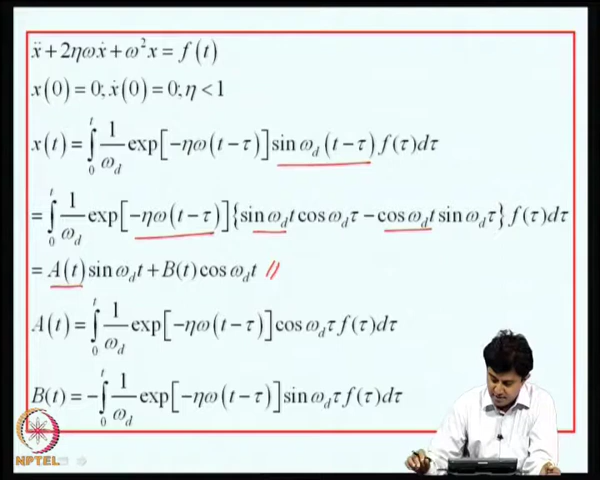 ẍ + 2ηωẋ + ω²x = f(t)
x(0) = 0; ẋ(0) = 0; η < 1
x(t) = ∫₀ᵗ (1/ω_d) exp[−ηω(t−τ)] sin ω_d(t−τ) f(τ)dτ
= ∫₀ᵗ (1/ω_d) exp[−ηω(t−τ)]{sin ω_d t cos ω_d τ − cos ω_d t sin ω_d τ} f(τ)dτ
= A(t) sin ω_d t + B(t) cos ω_d t //
A(t) = ∫₀ᵗ (1/ω_d) exp[−ηω(t−τ)] cos ω_d τ f(τ)dτ
B(t) = −∫₀ᵗ (1/ω_d) exp[−ηω(t−τ)] sin ω_d τ f(τ)dτ
NPTEL